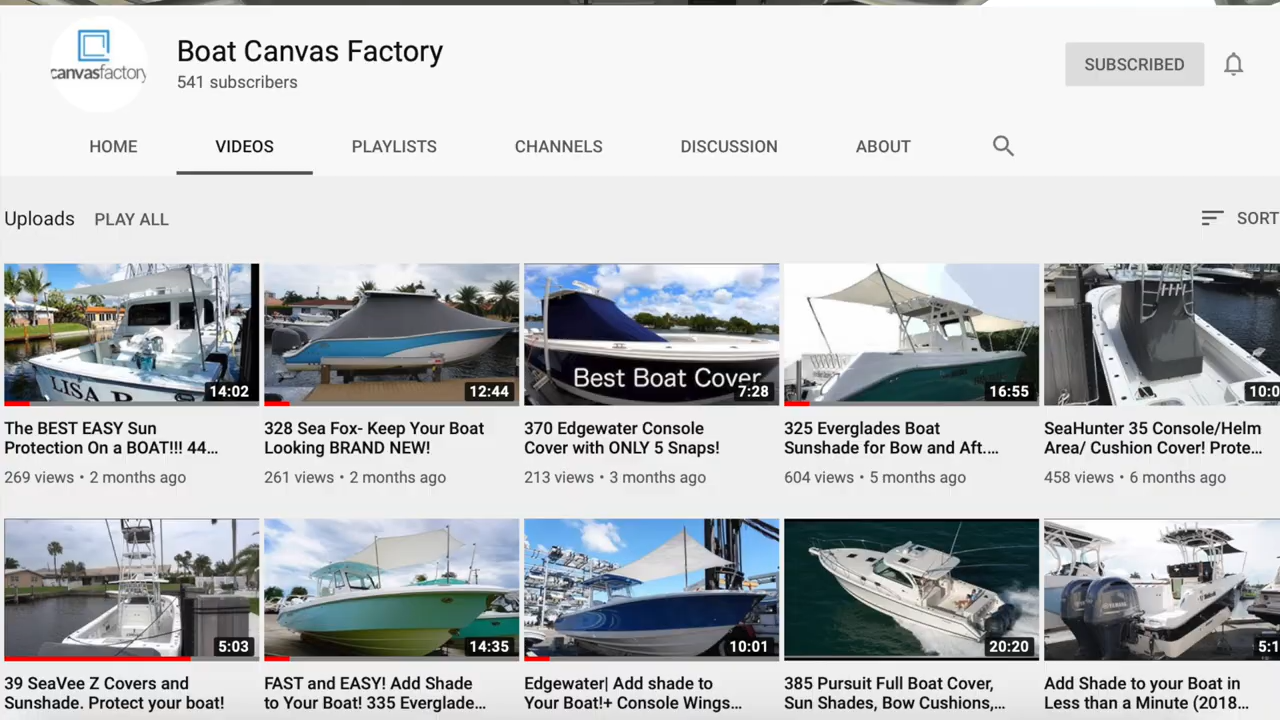 canvasfactory
Boat Canvas Factory
541 subscribers
SUBSCRIBED
HOME
VIDEOS
PLAYLISTS
CHANNELS
DISCUSSION
ABOUT
Uploads
PLAY ALL
SORT
LISA
14:02
The BEST EASY Sun
Protection On a BOAT!!! 44...
269 views • 2 months ago
12:44
328 Sea Fox- Keep Your Boat
Looking BRAND NEW!
261 views • 2 months ago
Best Boat Cover
7:28
370 Edgewater Console
Cover with ONLY 5 Snaps!
213 views • 3 months ago
16:55
325 Everglades Boat
Sunshade for Bow and Aft....
604 views • 5 months ago
10:0
SeaHunter 35 Console/Helm
Area/ Cushion Cover! Prote...
458 views • 6 months ago
5:03
39 SeaVee Z Covers and
Sunshade. Protect your boat!
14:35
FAST and EASY! Add Shade
to Your Boat! 335 Everglade...
10:01
Edgewater| Add shade to
Your Boat!+ Console Wings...
20:20
385 Pursuit Full Boat Cover,
Sun Shades, Bow Cushions,...
5:1
Add Shade to your Boat in
Less than a Minute (2018...